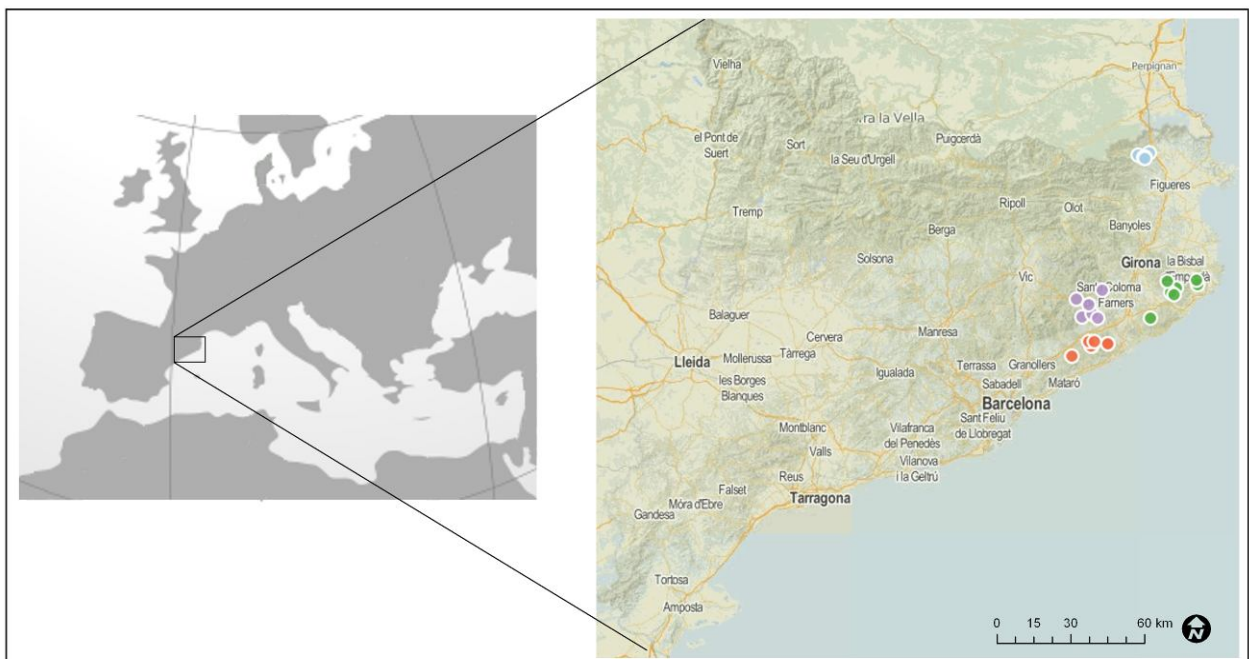 Perpignan
Vielha
rra la Vella
el Pont de
Suert
Sort
Puigcerdà
la Seu d'Urgell
Figueres
Tremp
Ripoll
Olot
Banyoles
Berga
Solsona
Vic
Girona
la Bisbal
Santa Coloma
Farners
Balaguer
Cervera
Manresa
Lleida
Mollerussa
Tàrrega
Igualada
Terrassa
Granollers
les Borges
Blanques
Sabadell
Mataró
Barcelona
Montblanc
Vilafranca
del Penedès
Sant Feliu
de Llobregat
Valls
Vilanova
i la Geltrú
Reus
Falset
Tarragona
Móra d'Ebre
Gandesa
Tortosa
Amposta
0 15 30 60 km
N